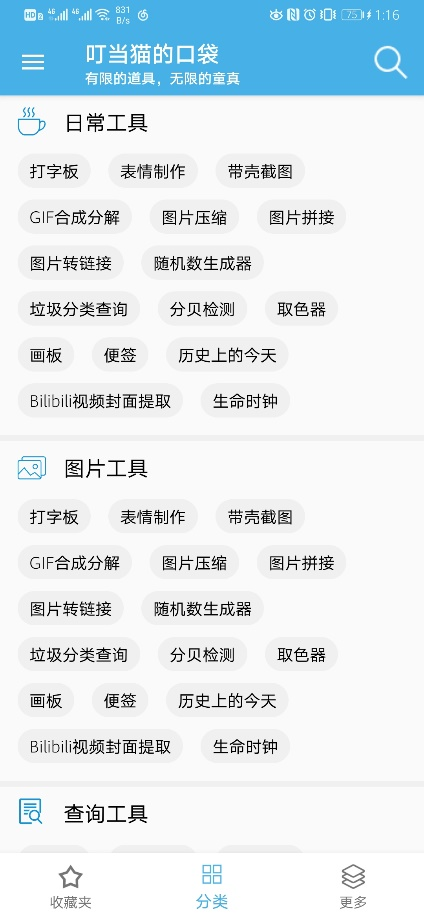 HD 2 4G 4G 831 B/s 75 1:16
叮当猫的口袋
有限的道具，无限的童真
日常工具
打字板 表情制作 带壳截图
GIF合成分解 图片压缩 图片拼接
图片转链接 随机数生成器
垃圾分类查询 分贝检测 取色器
画板 便签 历史上的今天
Bilibili视频封面提取 生命时钟
图片工具
打字板 表情制作 带壳截图
GIF合成分解 图片压缩 图片拼接
图片转链接 随机数生成器
垃圾分类查询 分贝检测 取色器
画板 便签 历史上的今天
Bilibili视频封面提取 生命时钟
查询工具
收藏夹 分类 更多